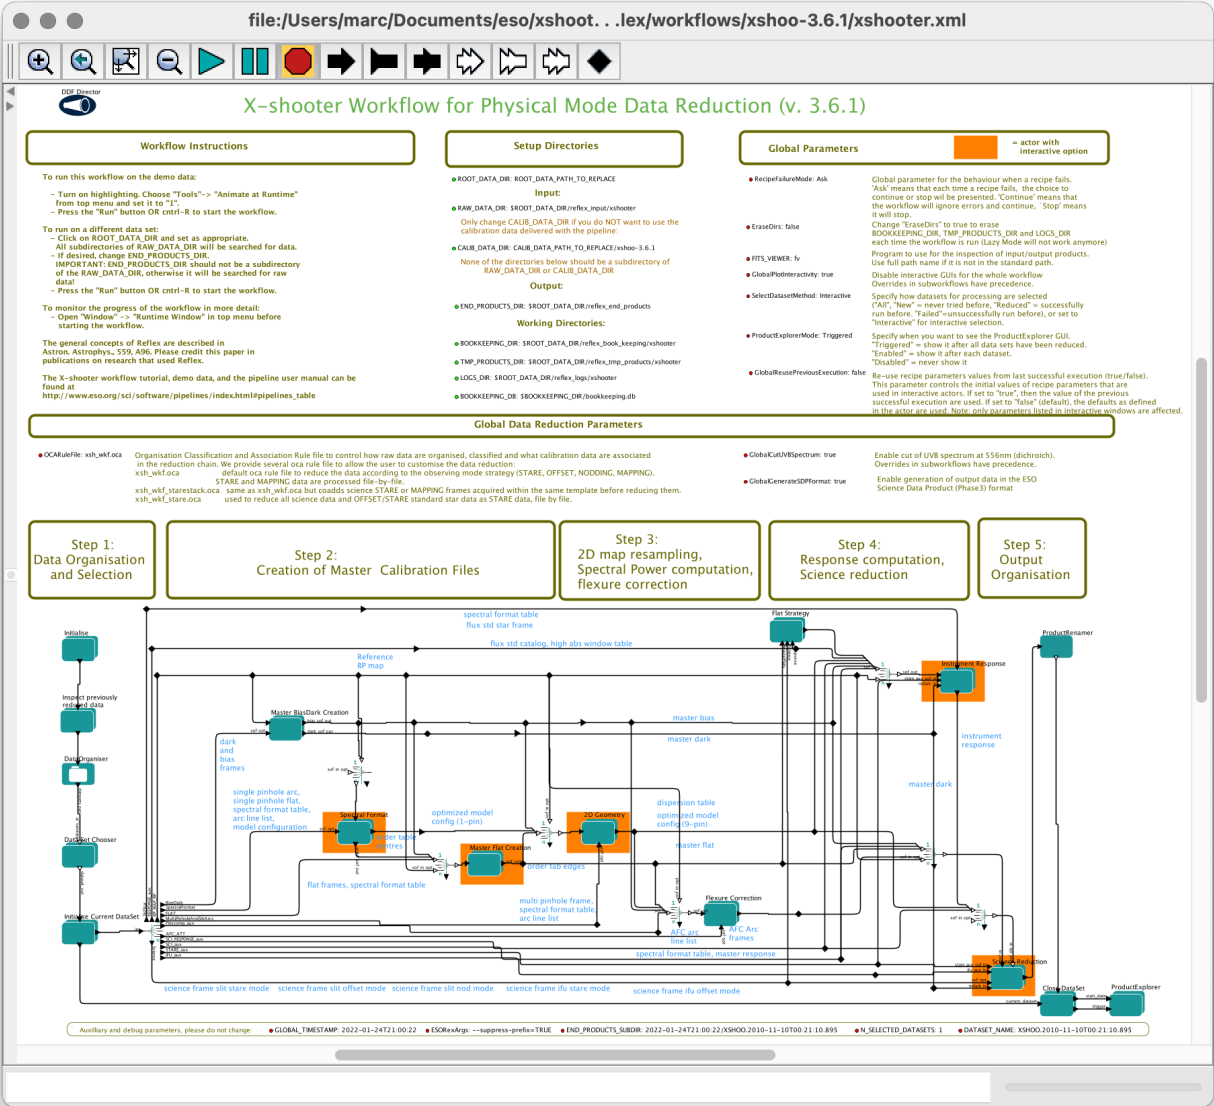 file:/Users/marc/Documents/eso/xshoot. . .lex/workflows/xshoo-3.6.1/xshooter.xml
DDF Director
X-shooter Workflow for Physical Mode Data Reduction (v. 3.6.1)
Workflow Instructions
To run this workflow on the demo data:
– Turn on highlighting. Choose "Tools"-> "Animate at Runtime"
from top menu and set it to "1".
– Press the "Run" button OR cntrl-R to start the workflow.
To run on a different data set:
– Click on ROOT_DATA_DIR and set as appropriate.
All subdirectories of RAW_DATA_DIR will be searched for data.
– If desired, change END_PRODUCTS_DIR.
IMPORTANT: END_PRODUCTS_DIR should not be a subdirectory
of the RAW_DATA_DIR, otherwise it will be searched for raw
data!
– Press the "Run" button OR cntrl-R to start the workflow.
To monitor the progress of the workflow in more detail:
– Open "Window" -> "Runtime Window" in top menu before
starting the workflow.
The general concepts of Reflex are described in
Astron. Astrophys., 559, A96. Please credit this paper in
publications on research that used Reflex.
The X-shooter workflow tutorial, demo data, and the pipeline user manual can be
found at
http://www.eso.org/sci/software/pipelines/index.html#pipelines_table
Setup Directories
ROOT_DATA_DIR: ROOT_DATA_PATH_TO_REPLACE
Input:
RAW_DATA_DIR: $ROOT_DATA_DIR/reflex_input/xshooter
Only change CALIB_DATA_DIR if you do NOT want to use the
calibration data delivered with the pipeline:
CALIB_DATA_DIR: CALIB_DATA_PATH_TO_REPLACE/xshoo-3.6.1
None of the directories below should be a subdirectory of
RAW_DATA_DIR or CALIB_DATA_DIR
Output:
END_PRODUCTS_DIR: $ROOT_DATA_DIR/reflex_end_products
Working Directories:
BOOKKEEPING_DIR: $ROOT_DATA_DIR/reflex_book_keeping/xshooter
TMP_PRODUCTS_DIR: $ROOT_DATA_DIR/reflex_tmp_products/xshooter
LOGS_DIR: $ROOT_DATA_DIR/reflex_logs/xshooter
BOOKKEEPING_DB: $BOOKKEEPING_DIR/bookkeeping.db
Global Parameters
= actor with
interactive option
RecipeFailureMode: Ask
Global parameter for the behaviour when a recipe fails.
'Ask' means that each time a recipe fails, the choice to
continue or stop wil be presented. 'Continue' means that
the workflow will ignore errors and continue, `Stop' means
it will stop.
EraseDirs: false
Change "EraseDirs" to true to erase
BOOKKEEPING_DIR, TMP_PRODUCTS_DIR, and LOGS_DIR
each time the workflow is run (Lazy Mode will not work anymore)
FITS_VIEWER: fv
Program to use for the inspection of input/output products.
Use full path name if it is not in the standard path.
GlobalPlotInteractivity: true
Disable interactive GUIs for the whole workflow
Overrides in subworkflows have precedence.
SelectDatasetMethod: Interactive
Specify how datasets for processing are selected
("All", "New" = never tried before, "Reduced" = successfully
run before. "Failed"=unsuccessfully run before), or set to
"Interactive" for interactive selection.
ProductExplorerMode: Triggered
Specify when you want to see the ProductExplorer GUI.
"Triggered" = show it after all data sets have been reduced.
"Enabled" = show it after each dataset.
"Disabled" = never show it
GlobalReusePreviousExecution: false
Re-use recipe parameters values from last successful execution (true/false).
This parameter controls the initial values of recipe parameters that are
used in interactive actors. If set to "true", then the value of the previous
successful execution are used. If set to "false" (default), the defaults as defined
in the actor are used. Note: only parameters listed in interactive windows are affected.
Global Data Reduction Parameters
OCARuleFile: xsh_wkf.oca
Organisation Classification and Association Rule file to control how raw data are organised, classified and what calibration data are associated
in the reduction chain. We provide several oca rule file to allow the user to customise the data reduction:
xsh_wkf.oca default oca rule file to reduce the data according to the observing mode strategy (STARE, OFFSET, NODDING, MAPPING).
STARE and MAPPING data are processed file-by-file.
xsh_wkf_starestack.oca same as xsh_wkf.oca but coadds science STARE or MAPPING frames acquired within the same template before reducing them.
xsh_wkf_stare.oca used to reduce all science data and OFFSET/STARE standard star data as STARE data, file by file.
GlobalCutUVBSpectrum: true
Enable cut of UVB spectrum at 556nm (dichroich).
Overrides in subworkflows have precedence.
GlobalGenerateSDPFormat: true
Enable generation of output data in the ESO
Science Data Product (Phase3) format
Step 1:
Data Organisation
and Selection
Step 2:
Creation of Master Calibration Files
Step 3:
2D map resampling,
Spectral Power computation,
flexure correction
Step 4:
Response computation,
Science reduction
Step 5:
Output
Organisation
spectral format table
flux std star frame
flux std catalog, high abs window table
Reference
BP map
Flat Strategy
ProductRenamer
Initialise
Instrument Response
Inspect previously
reduced data
Master BiasDark Creation
bias sof out
dark sof out
master bias
master dark
instrument
response
dark
and
bias
frames
DataOrganiser
master dark
single pinhole arc,
single pinhole flat,
spectral format table,
arc line list,
model configuration
Spectral Format
optimized model
config (1-pin)
2D Geometry
dispersion table
optimized model
config (9-pin)
order table
centres
Master Flat Creation
master flat
Data Set Chooser
order tab edges
flat frames, spectral format table
multi pinhole frame,
spectral format table,
arc line list
Flexure Correction
Initialise Current DataSet
AFC arc
line list
AFC Arc
frames
spectral format table, master response
Science Reduction
science frame slit stare mode
science frame slit offset mode
science frame slit nod mode
science frame ifu stare mode
science frame ifu offset mode
Close DataSet
ProductExplorer
Auxilliary and debug parameters, please do not change:
GLOBAL_TIMESTAMP: 2022-01-24T21:00:22
ESORexArgs: --suppress-prefix=TRUE
END_PRODUCTS_SUBDIR: 2022-01-24T21:00:22/XSHOO.2010-11-10T00:21:10.895
N_SELECTED_DATASETS: 1
DATASET_NAME: XSHOO.2010-11-10T00:21:10.895